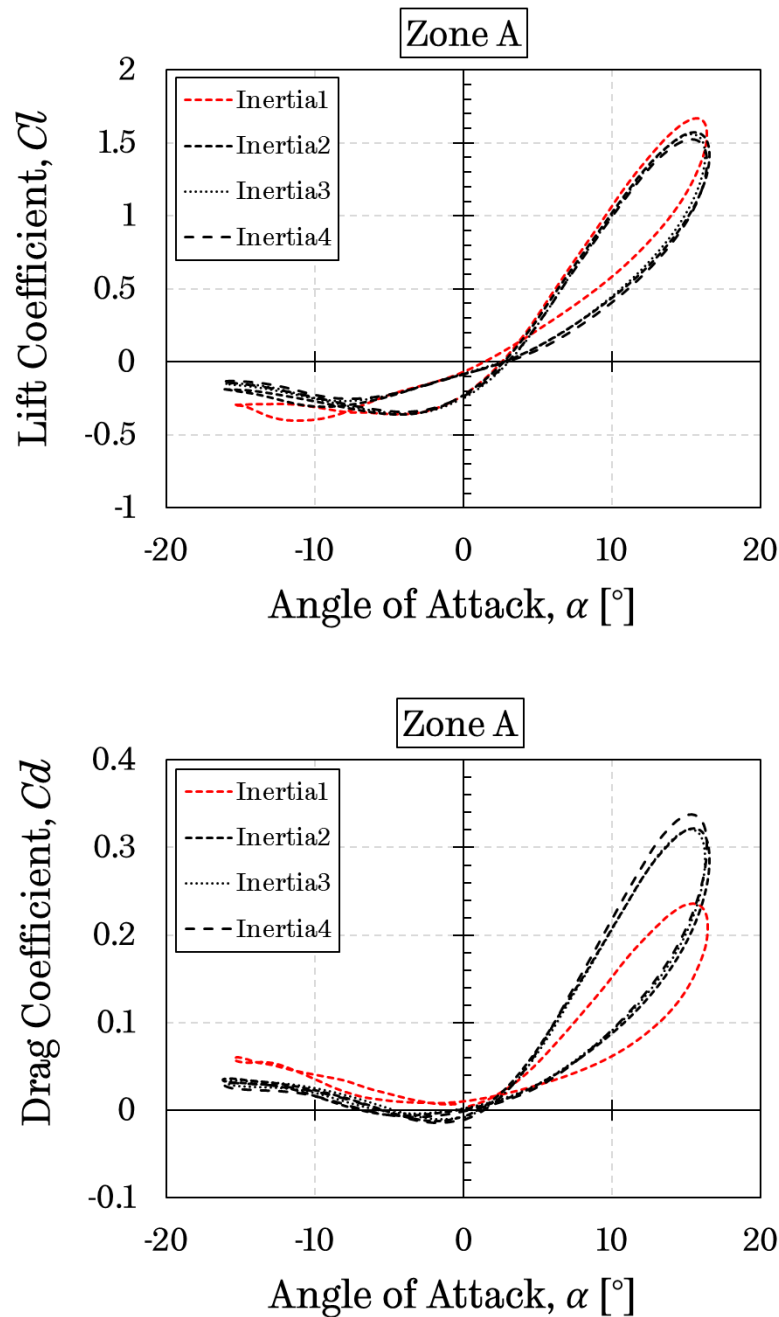 Zone A
Lift Coefficient, Cl
2
1.5
1
0.5
0
-0.5
-1
Inertia1
Inertia2
Inertia3
Inertia4
-20 -10 0 10 20
Angle of Attack, α [°]
Zone A
Drag Coefficient, Cd
0.4
0.3
0.2
0.1
0
-0.1
Inertia1
Inertia2
Inertia3
Inertia4
-20 -10 0 10 20
Angle of Attack, α [°]